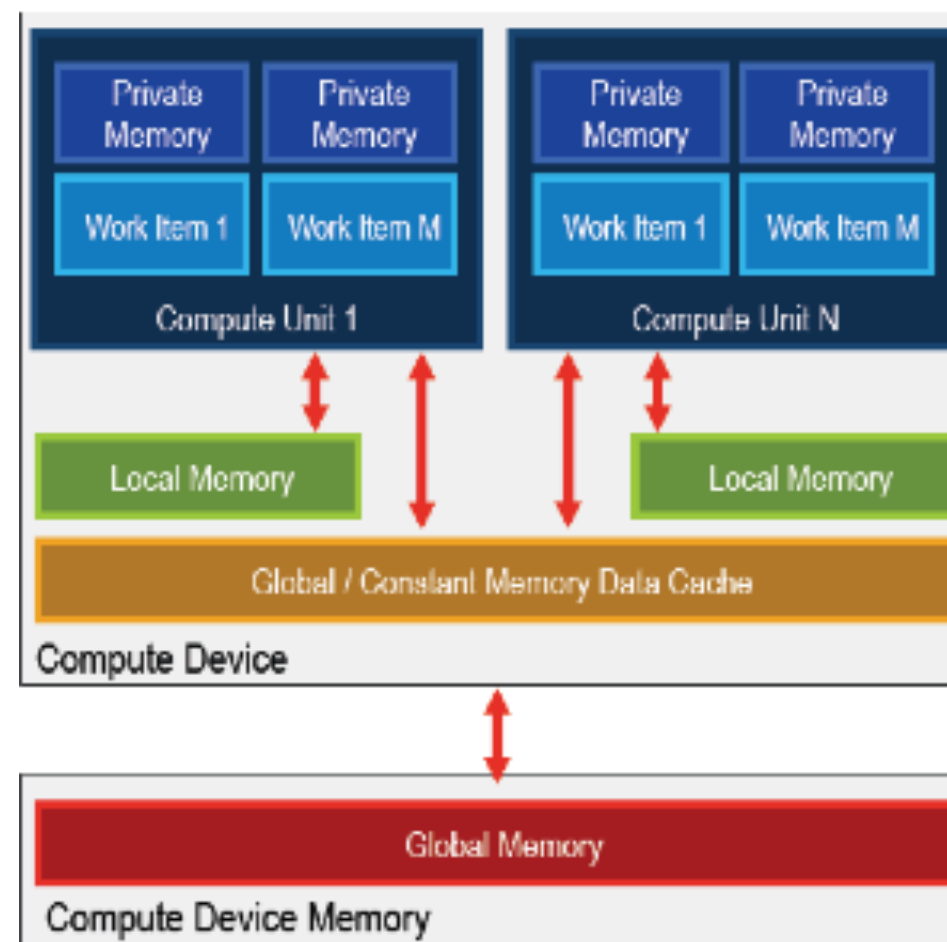 Private Memory
Private Memory
Private Memory
Private Memory
Work Item 1
Work Item M
Work Item 1
Work Item M
Compute Unit 1
Compute Unit N
Local Memory
Local Memory
Global / Constant Memory Data Cache
Compute Device
Global Memory
Compute Device Memory